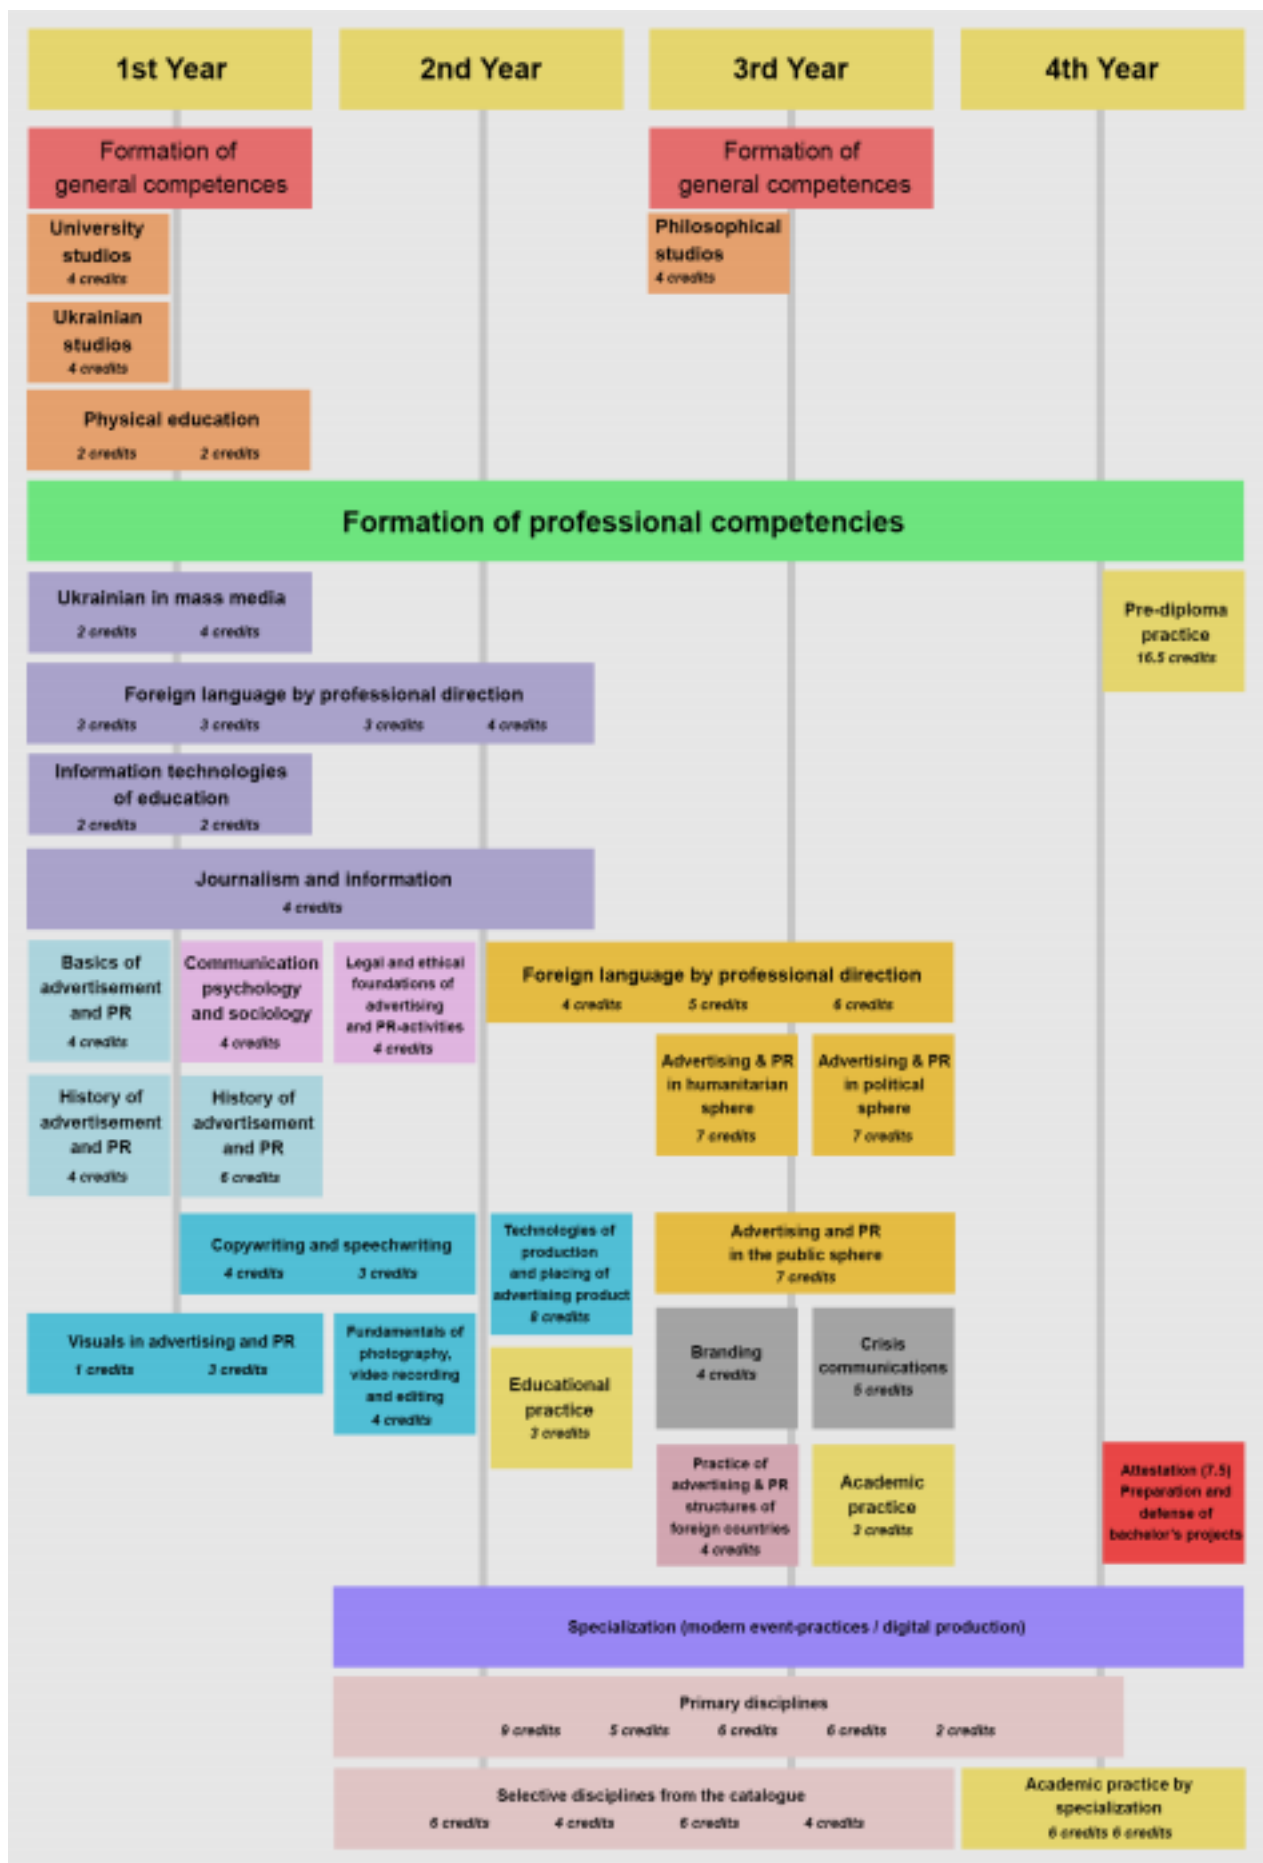 1st Year
2nd Year
3rd Year
4th Year
Formation of
general competences
Formation of
general competences
University
studios
4 credits
Philosophical
studios
4 credits
Ukrainian
studios
4 credits
Physical education
2 credits 2 credits
Formation of professional competencies
Ukrainian in mass media
2 credits 4 credits
Pre-diploma
practice
16.5 credits
Foreign language by professional direction
3 credits 3 credits 3 credits 4 credits
Information technologies
of education
2 credits 2 credits
Journalism and information
4 credits
Basics of
advertisement
and PR
4 credits
Communication
psychology
and sociology
4 credits
Legal and ethical
foundations of
advertising
and PR-activities
4 credits
Foreign language by professional direction
4 credits 5 credits 6 credits
Advertising & PR
in humanitarian
sphere
7 credits
Advertising & PR
in political
sphere
7 credits
History of
advertisement
and PR
4 credits
History of
advertisement
and PR
6 credits
Copywriting and speechwriting
4 credits 3 credits
Technologies of
production
and placing of
advertising product
8 credits
Advertising and PR
in the public sphere
7 credits
Visuals in advertising and PR
1 credits 3 credits
Fundamentals of
photography,
video recording
and editing
4 credits
Educational
practice
3 credits
Branding
4 credits
Crisis
communications
5 credits
Practice of
advertising & PR
structures of
foreign countries
4 credits
Academic
practice
3 credits
Attestation (7.5)
Preparation and
defense of
bachelor's projects
Specialization (modern event-practices / digital production)
Primary disciplines
9 credits 5 credits 6 credits 6 credits 2 credits
Selective disciplines from the catalogue
6 credits 4 credits 6 credits 4 credits
Academic practice by
specialization
6 credits 6 credits